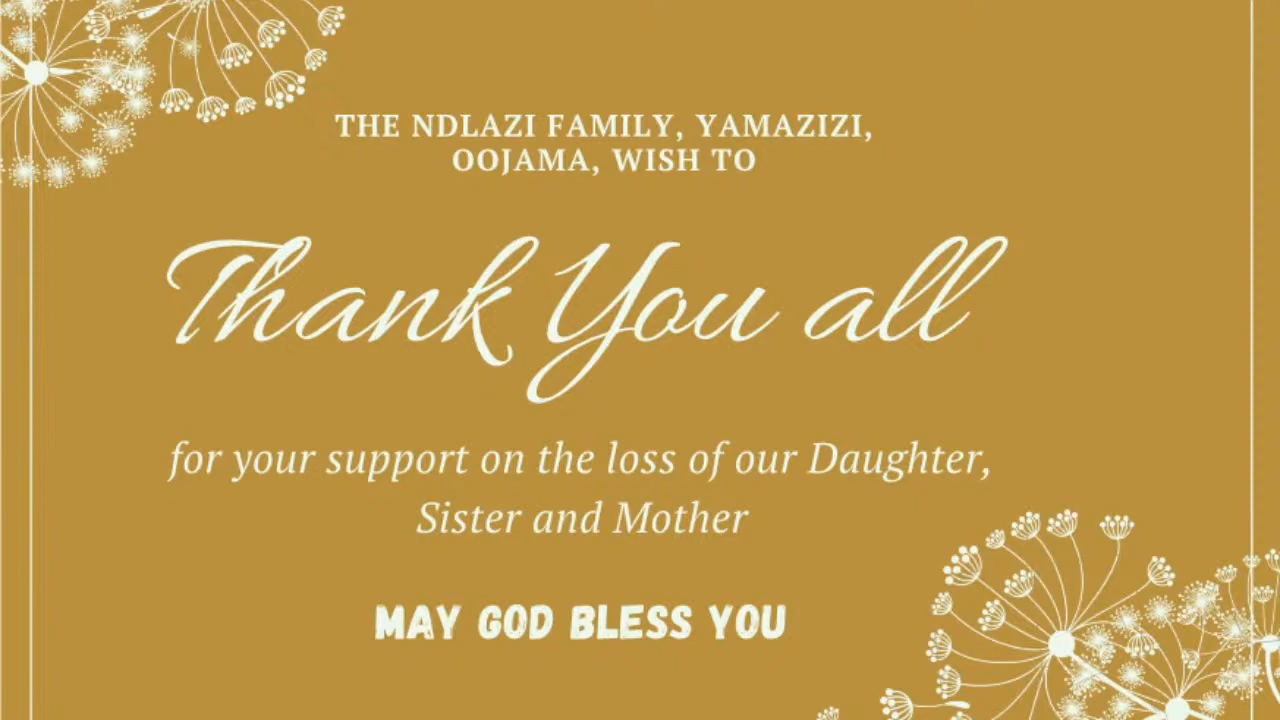 THE NDLAZI FAMILY, YAMAZIZI,
OOJAMA, WISH TO
Thank You all
for your support on the loss of our Daughter,
Sister and Mother
MAY GOD BLESS YOU